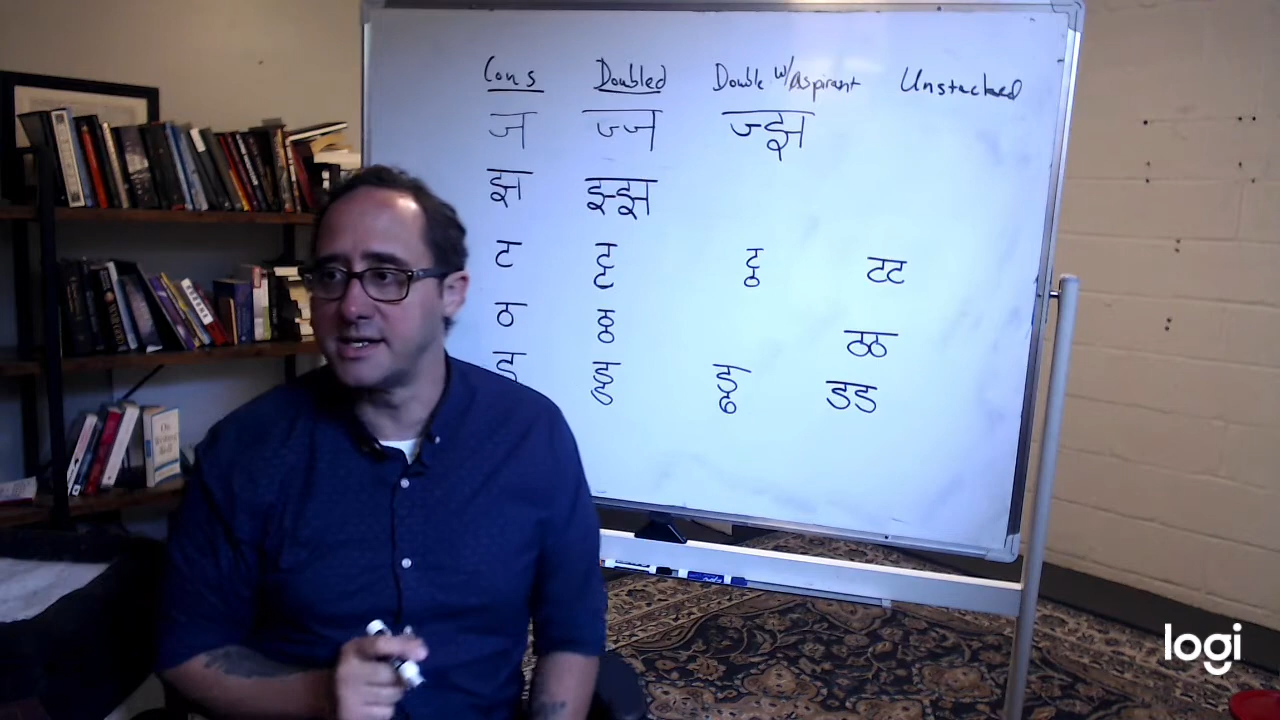 Cons Doubled Double w/ Aspirant Unstacked
ज ज्ज ज्झ
झ झ्झ
ट ट्ट ट्ठ टट
ठ ठ्ठ ठठ
ड ड्ड ड्ढ डड
logi